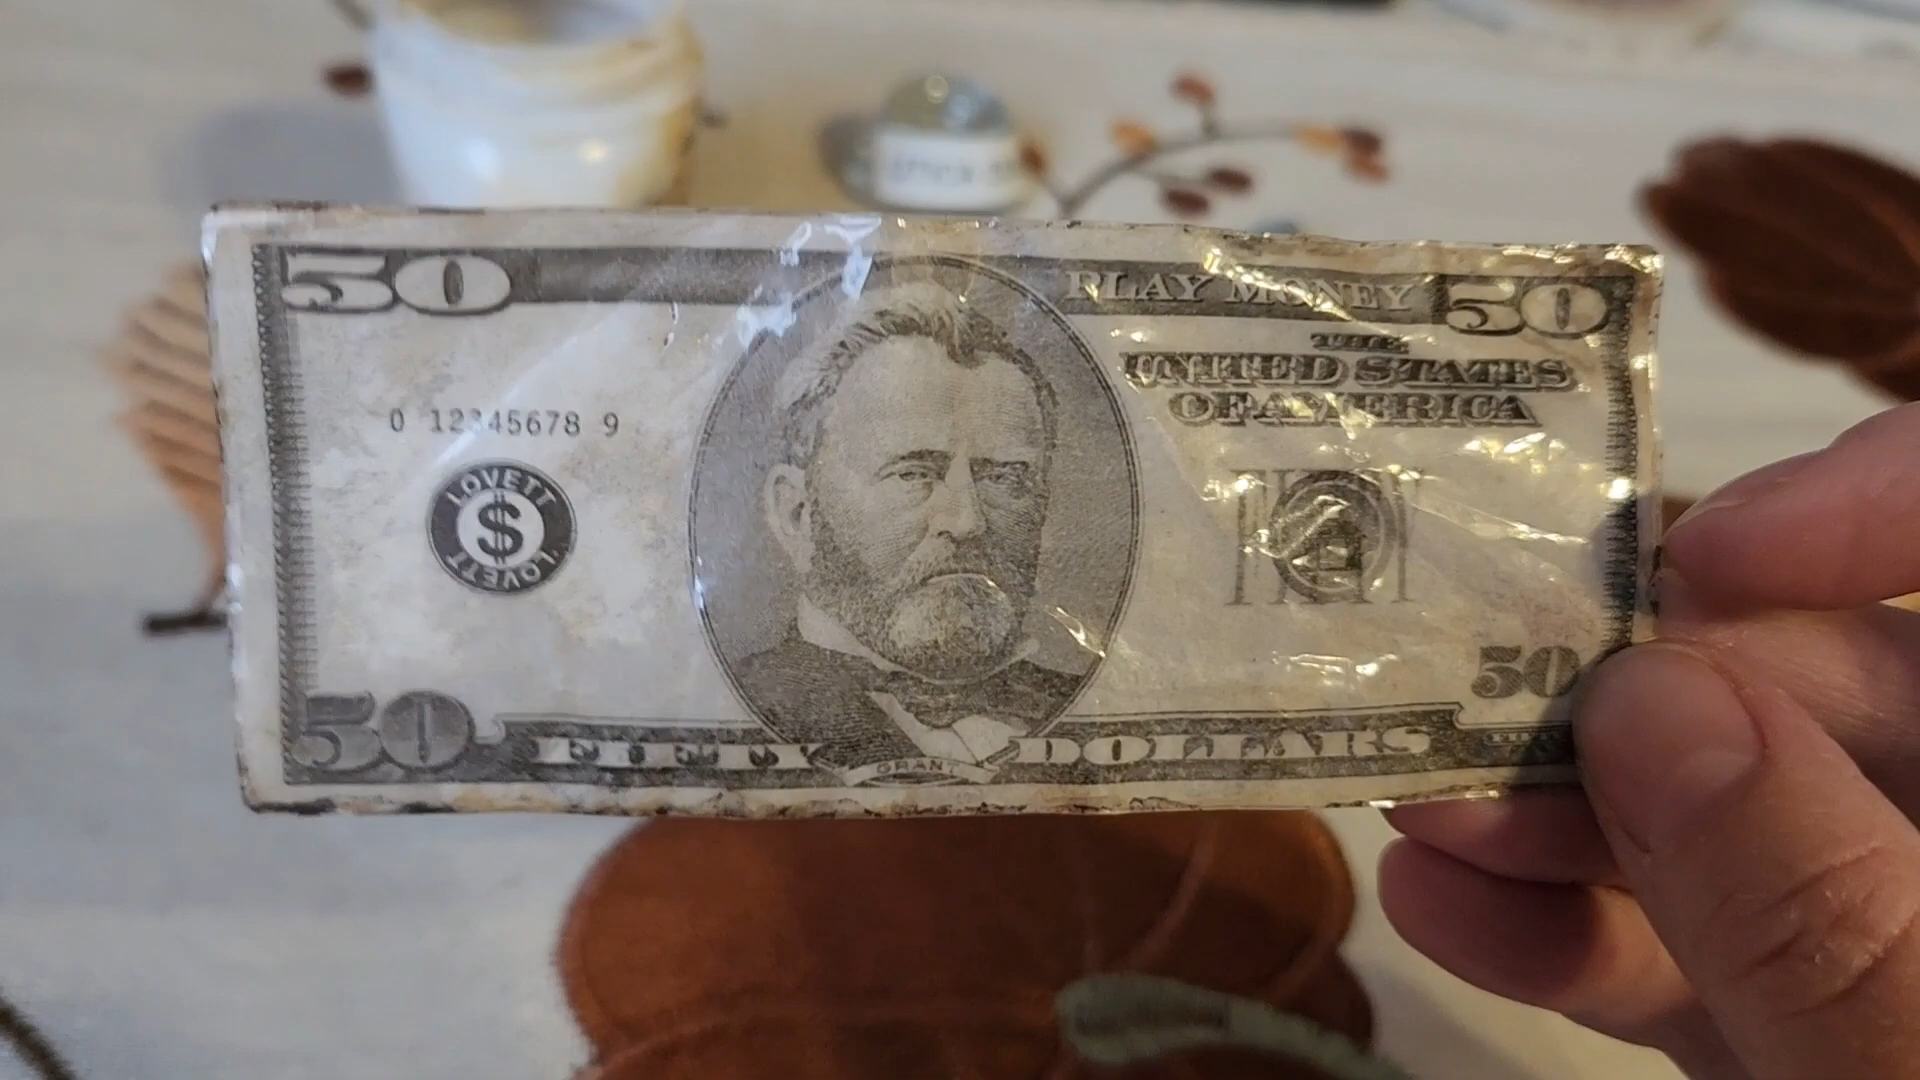 50 PLAY MONEY 50
THE
UNITED STATES
OF AMERICA
0 12345678 9
LOVETT
$
LOVETT
50
50 FIFTY DOLLARS
GRANT